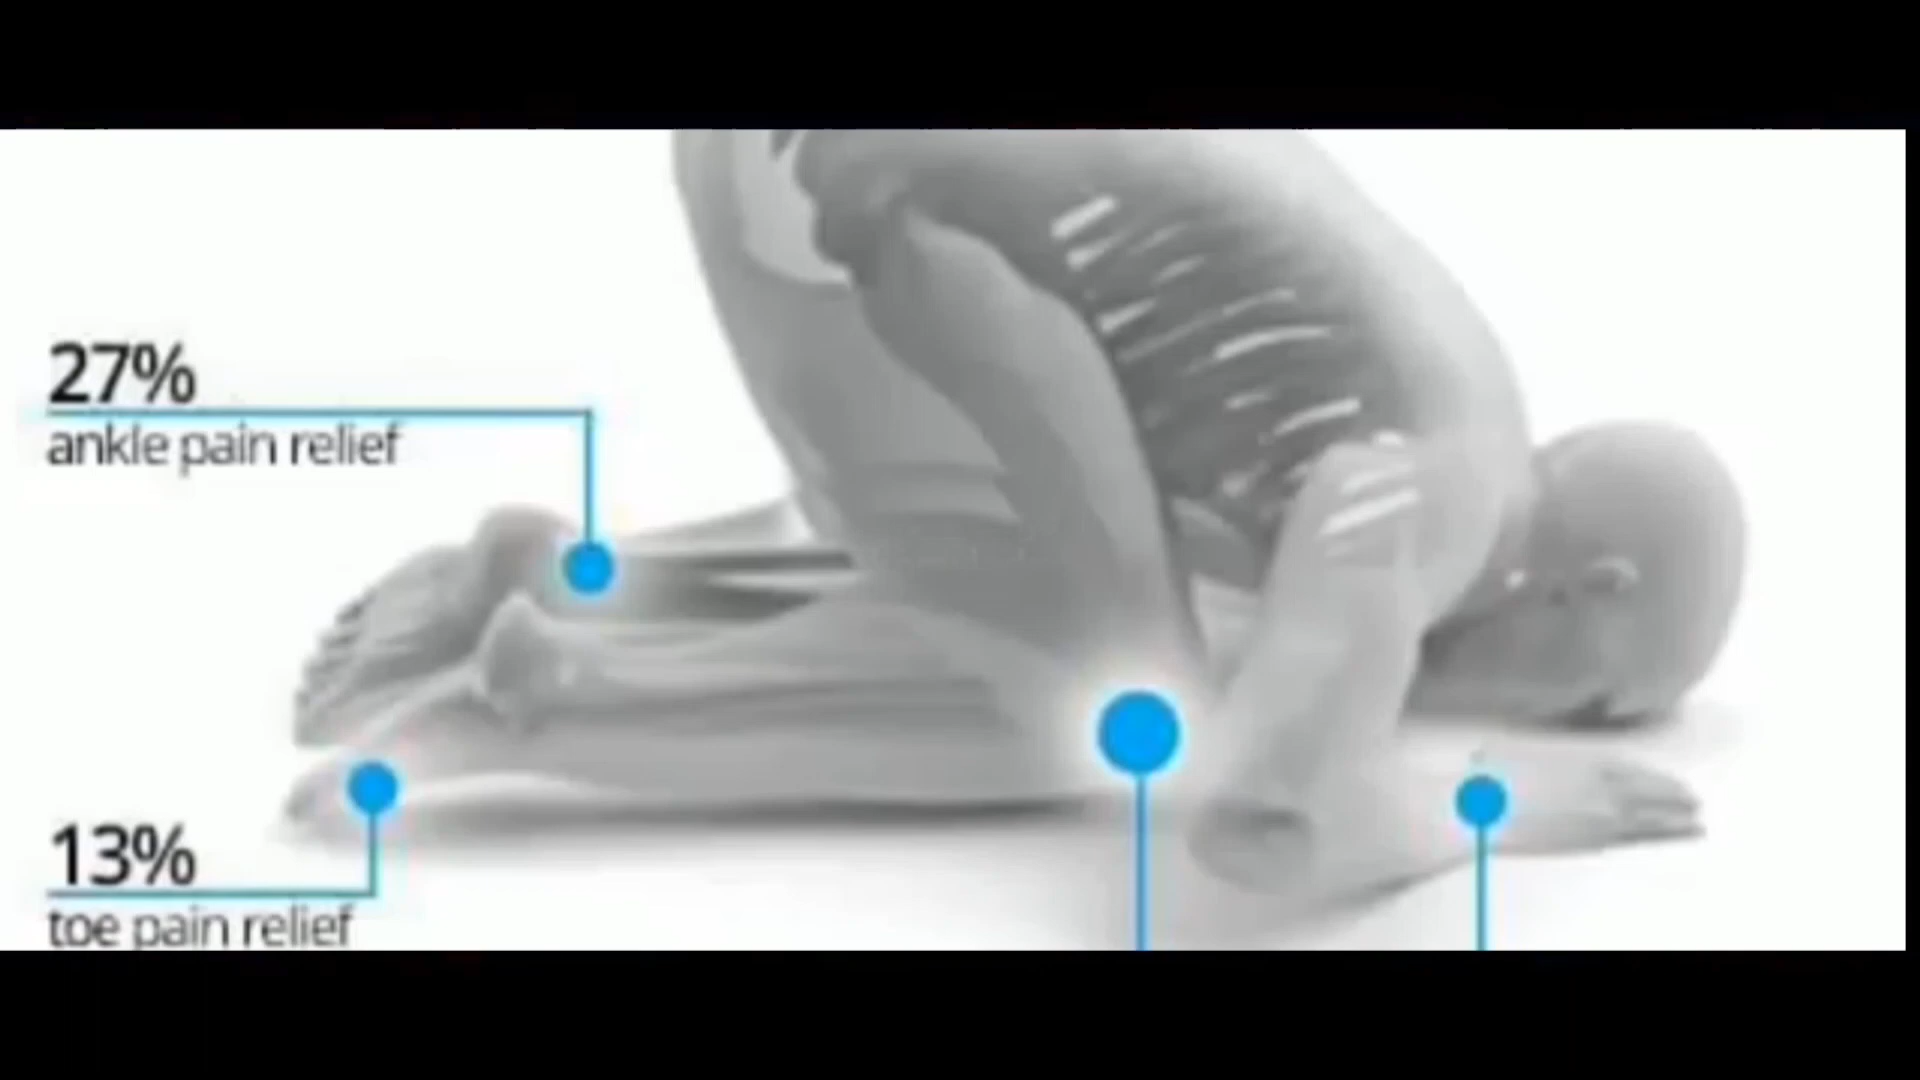 27%
ankle pain relief
13%
toe pain relief